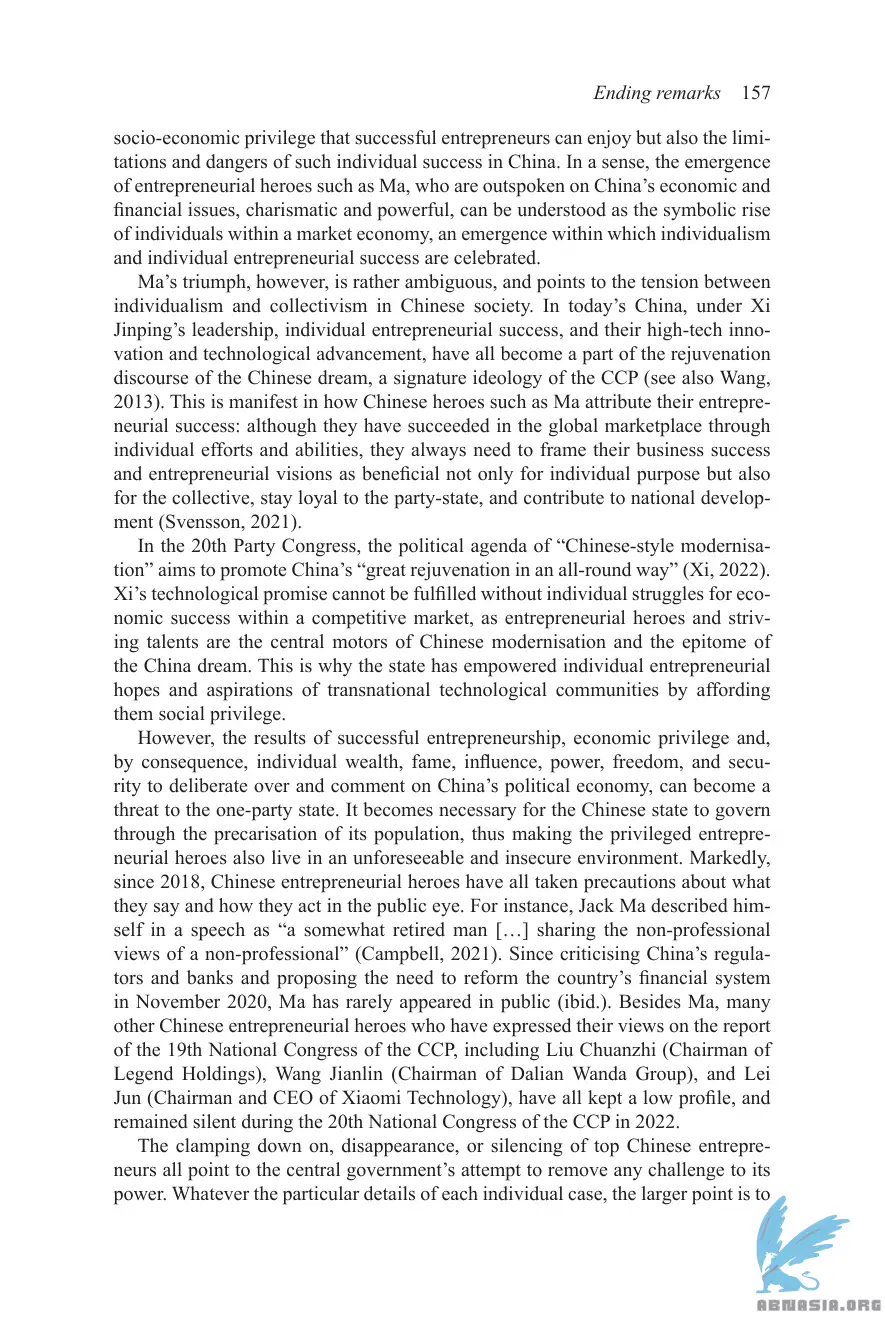 Ending remarks 157
socio-economic privilege that successful entrepreneurs can enjoy but also the limi-
tations and dangers of such individual success in China. In a sense, the emergence
of entrepreneurial heroes such as Ma, who are outspoken on China’s economic and
financial issues, charismatic and powerful, can be understood as the symbolic rise
of individuals within a market economy, an emergence within which individualism
and individual entrepreneurial success are celebrated.
Ma’s triumph, however, is rather ambiguous, and points to the tension between
individualism and collectivism in Chinese society. In today’s China, under Xi
Jinping’s leadership, individual entrepreneurial success, and their high-tech inno-
vation and technological advancement, have all become a part of the rejuvenation
discourse of the Chinese dream, a signature ideology of the CCP (see also Wang,
2013). This is manifest in how Chinese heroes such as Ma attribute their entrepre-
neurial success: although they have succeeded in the global marketplace through
individual efforts and abilities, they always need to frame their business success
and entrepreneurial visions as beneficial not only for individual purpose but also
for the collective, stay loyal to the party-state, and contribute to national develop-
ment (Svensson, 2021).
In the 20th Party Congress, the political agenda of “Chinese-style modernisa-
tion” aims to promote China’s “great rejuvenation in an all-round way” (Xi, 2022).
Xi’s technological promise cannot be fulfilled without individual struggles for eco-
nomic success within a competitive market, as entrepreneurial heroes and striv-
ing talents are the central motors of Chinese modernisation and the epitome of
the China dream. This is why the state has empowered individual entrepreneurial
hopes and aspirations of transnational technological communities by affording
them social privilege.
However, the results of successful entrepreneurship, economic privilege and,
by consequence, individual wealth, fame, influence, power, freedom, and secu-
rity to deliberate over and comment on China’s political economy, can become a
threat to the one-party state. It becomes necessary for the Chinese state to govern
through the precarisation of its population, thus making the privileged entrepre-
neurial heroes also live in an unforeseeable and insecure environment. Markedly,
since 2018, Chinese entrepreneurial heroes have all taken precautions about what
they say and how they act in the public eye. For instance, Jack Ma described him-
self in a speech as “a somewhat retired man […] sharing the non-professional
views of a non-professional” (Campbell, 2021). Since criticising China’s regula-
tors and banks and proposing the need to reform the country’s financial system
in November 2020, Ma has rarely appeared in public (ibid.). Besides Ma, many
other Chinese entrepreneurial heroes who have expressed their views on the report
of the 19th National Congress of the CCP, including Liu Chuanzhi (Chairman of
Legend Holdings), Wang Jianlin (Chairman of Dalian Wanda Group), and Lei
Jun (Chairman and CEO of Xiaomi Technology), have all kept a low profile, and
remained silent during the 20th National Congress of the CCP in 2022.
The clamping down on, disappearance, or silencing of top Chinese entrepre-
neurs all point to the central government’s attempt to remove any challenge to its
power. Whatever the particular details of each individual case, the larger point is to
ABNASIA.ORG